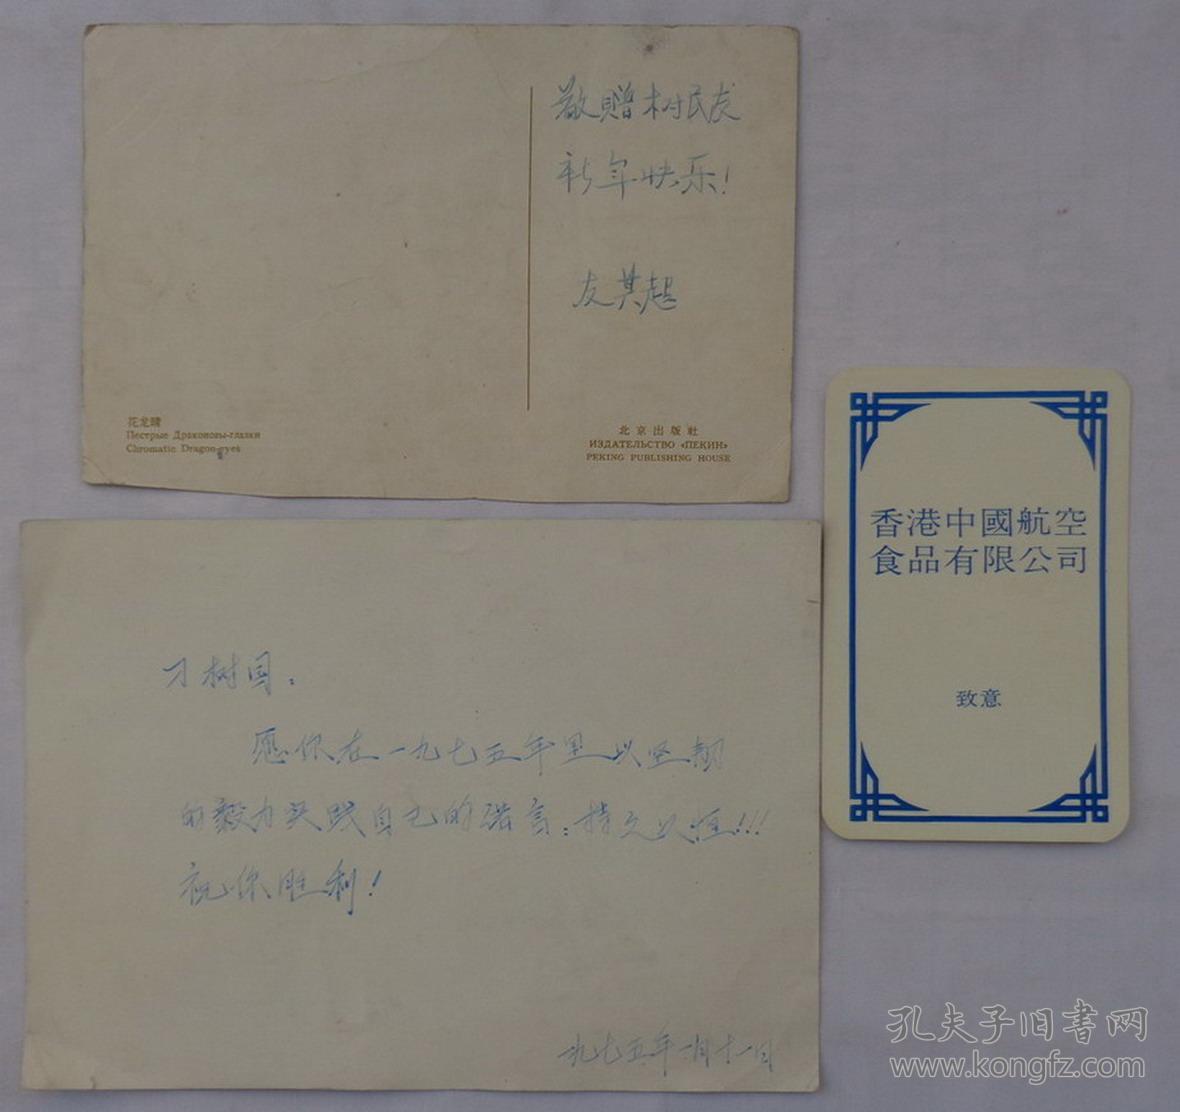 敬贈树民友
新年快乐!
友其超
花龙睛
Пестрые Драконовы-глазки
Chromatic Dragon-eyes
北京出版社
ИЗДАТЕЛЬСТВО «ПЕКИН»
PEKING PUBLISHING HOUSE
香港中國航空
食品有限公司
致意
刁树国：
愿你在一九七五年里以坚韧
的毅力实践自己的诺言：持之以恒!!!
祝你胜利!
一九七五年一月十一日
孔夫子旧书网
www.kongfz.com